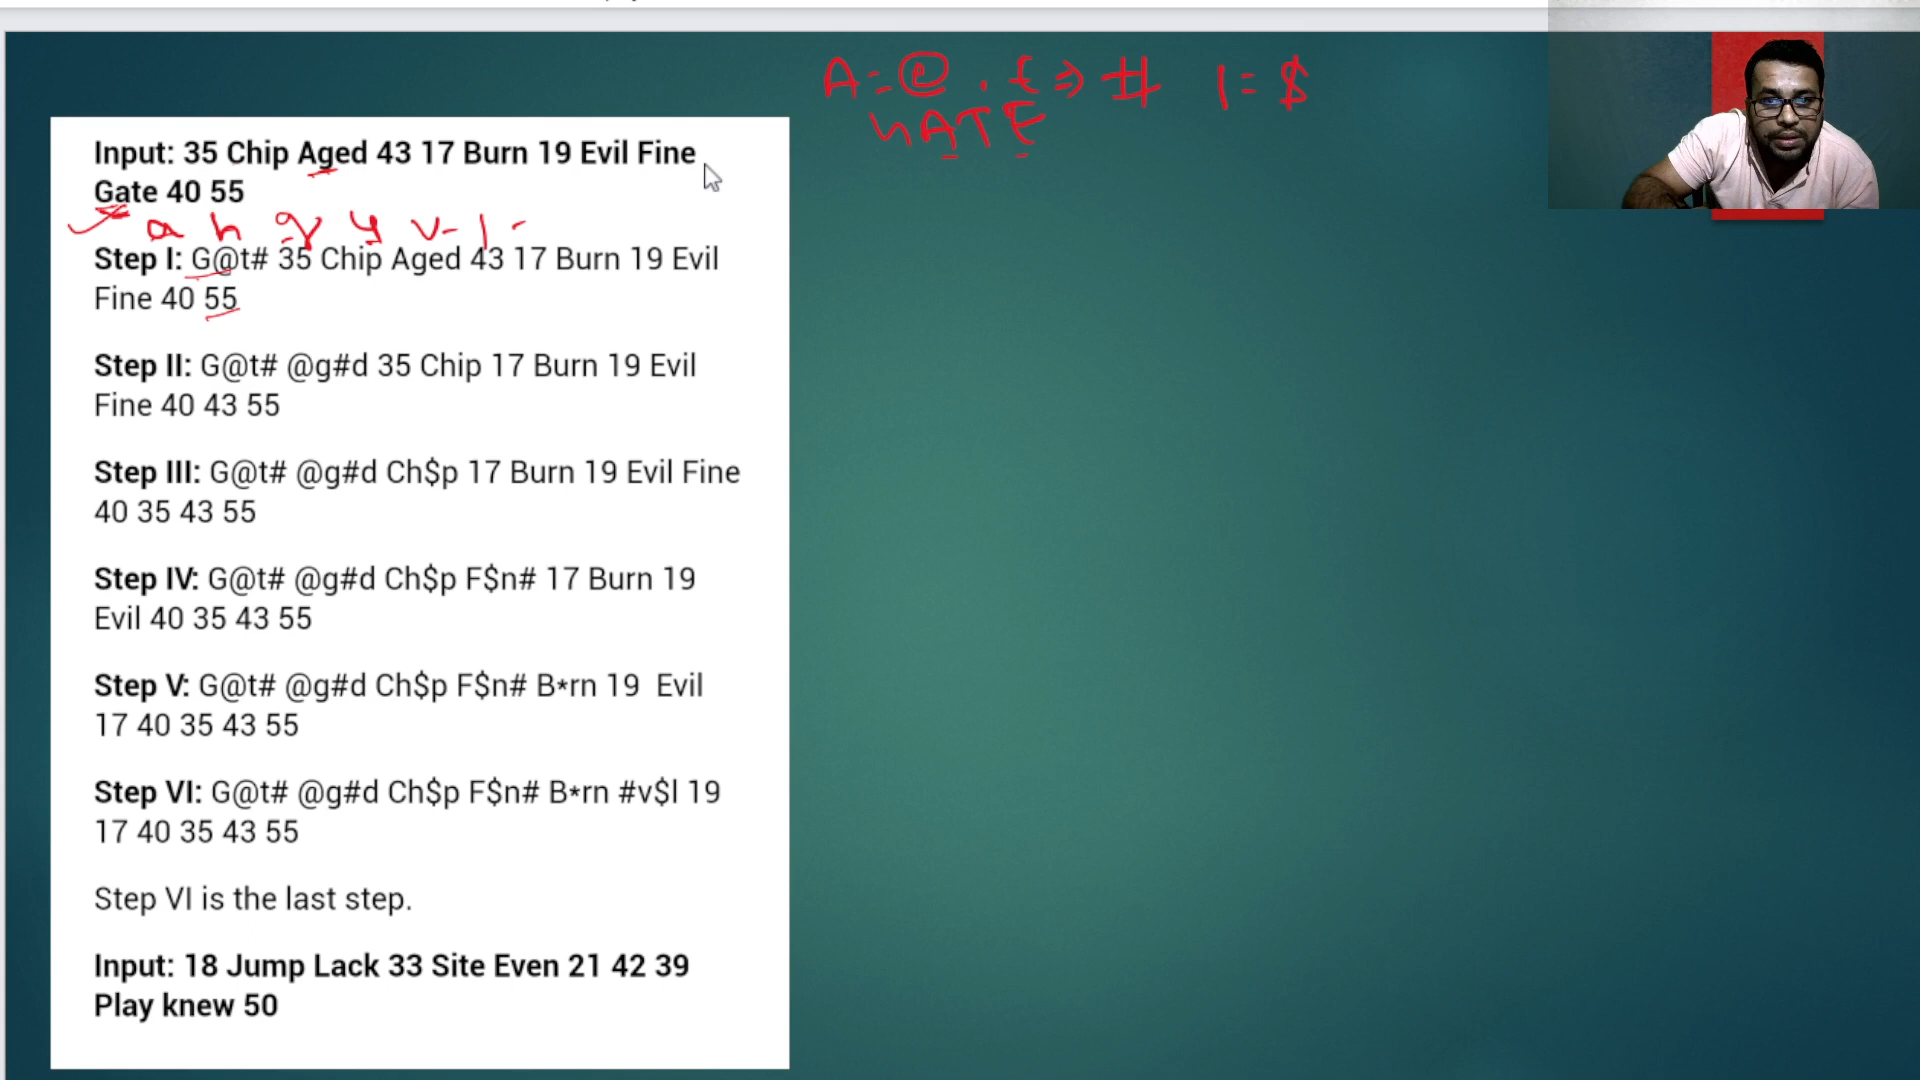 A = @ . E => # I = $
GATE
Input: 35 Chip Aged 43 17 Burn 19 Evil Fine
Gate 40 55
Step I: G@t# 35 Chip Aged 43 17 Burn 19 Evil
Fine 40 55
Step II: G@t# @g#d 35 Chip 17 Burn 19 Evil
Fine 40 43 55
Step III: G@t# @g#d Ch$p 17 Burn 19 Evil Fine
40 35 43 55
Step IV: G@t# @g#d Ch$p F$n# 17 Burn 19
Evil 40 35 43 55
Step V: G@t# @g#d Ch$p F$n# B*rn 19 Evil
17 40 35 43 55
Step VI: G@t# @g#d Ch$p F$n# B*rn #v$l 19
17 40 35 43 55
Step VI is the last step.
Input: 18 Jump Lack 33 Site Even 21 42 39
Play knew 50